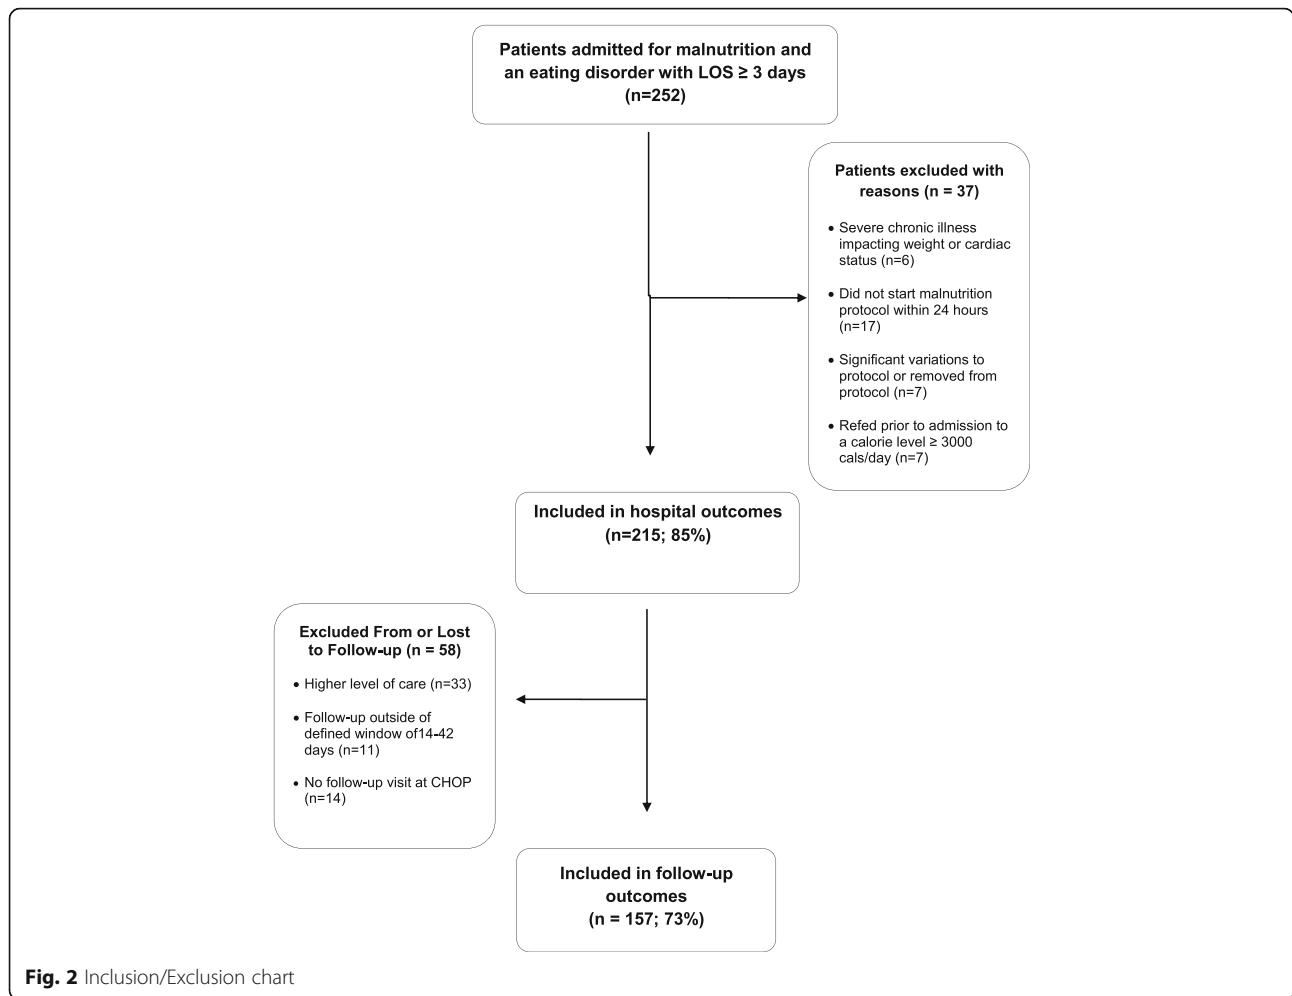 Patients admitted for malnutrition and
an eating disorder with LOS ≥ 3 days
(n=252)
Patients excluded with
reasons (n = 37)
• Severe chronic illness
impacting weight or cardiac
status (n=6)
• Did not start malnutrition
protocol within 24 hours
(n=17)
• Significant variations to
protocol or removed from
protocol (n=7)
• Refed prior to admission to
a calorie level ≥ 3000
cals/day (n=7)
Included in hospital outcomes
(n=215; 85%)
Excluded From or Lost
to Follow-up (n = 58)
• Higher level of care (n=33)
• Follow-up outside of
defined window of14-42
days (n=11)
• No follow-up visit at CHOP
(n=14)
Included in follow-up
outcomes
(n = 157; 73%)
Fig. 2 Inclusion/Exclusion chart